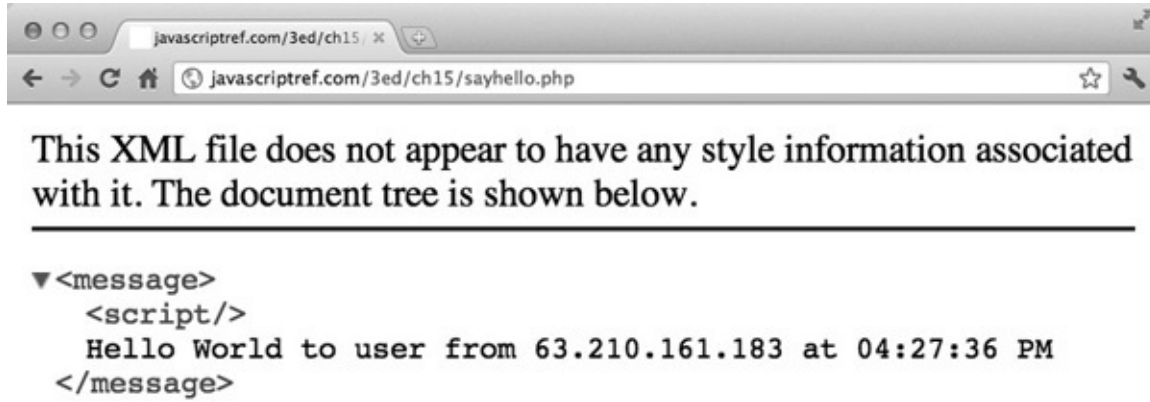 javascriptref.com/3ed/ch15/
javascriptref.com/3ed/ch15/sayhello.php
This XML file does not appear to have any style information associated
with it. The document tree is shown below.
▼<message>
<script/>
Hello World to user from 63.210.161.183 at 04:27:36 PM
</message>